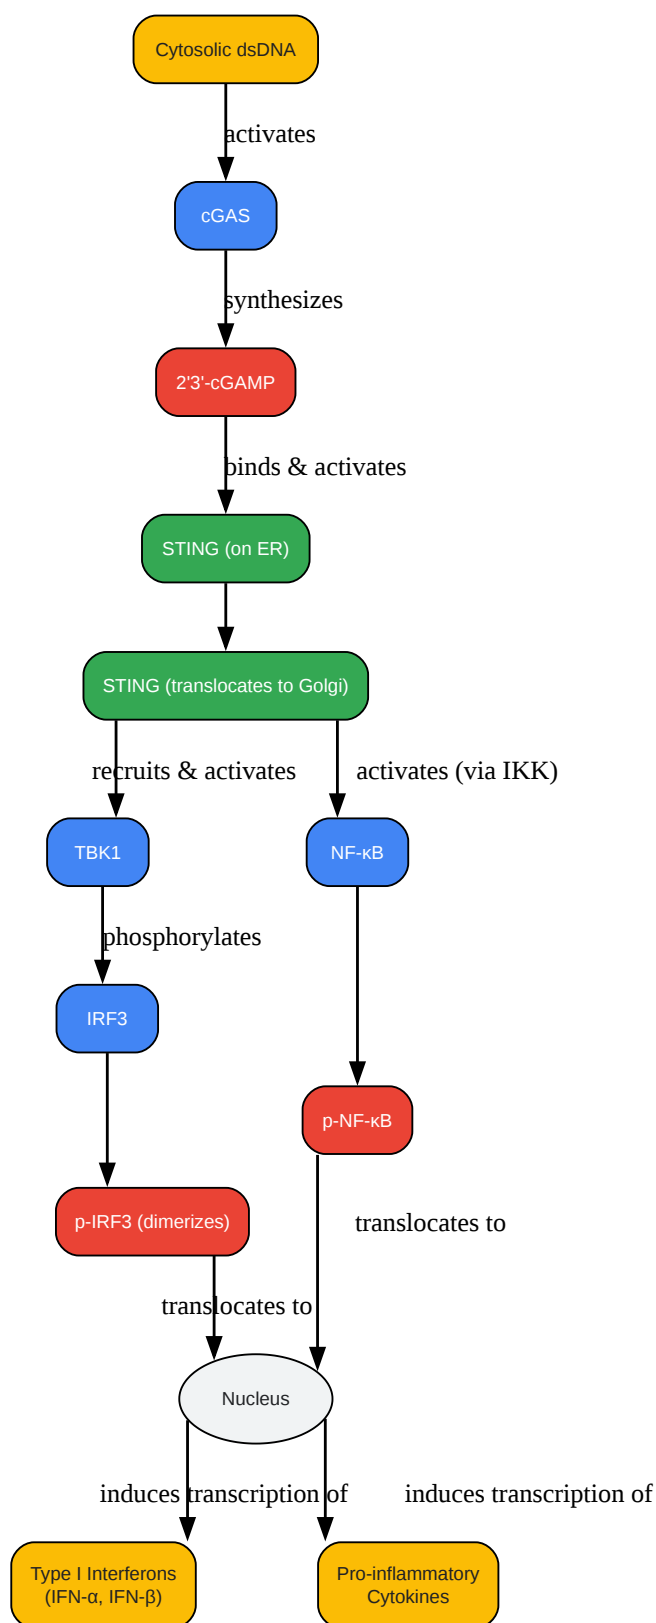 Cytosolic dsDNA
activates
cGAS
synthesizes
2'3'-cGAMP
binds & activates
STING (on ER)
STING (translocates to Golgi)
recruits & activates
activates (via IKK)
TBK1
NF-κB
phosphorylates
IRF3
p-NF-κB
p-IRF3 (dimerizes)
translocates to
translocates to
Nucleus
induces transcription of
induces transcription of
Type I Interferons
(IFN-α, IFN-β)
Pro-inflammatory
Cytokines